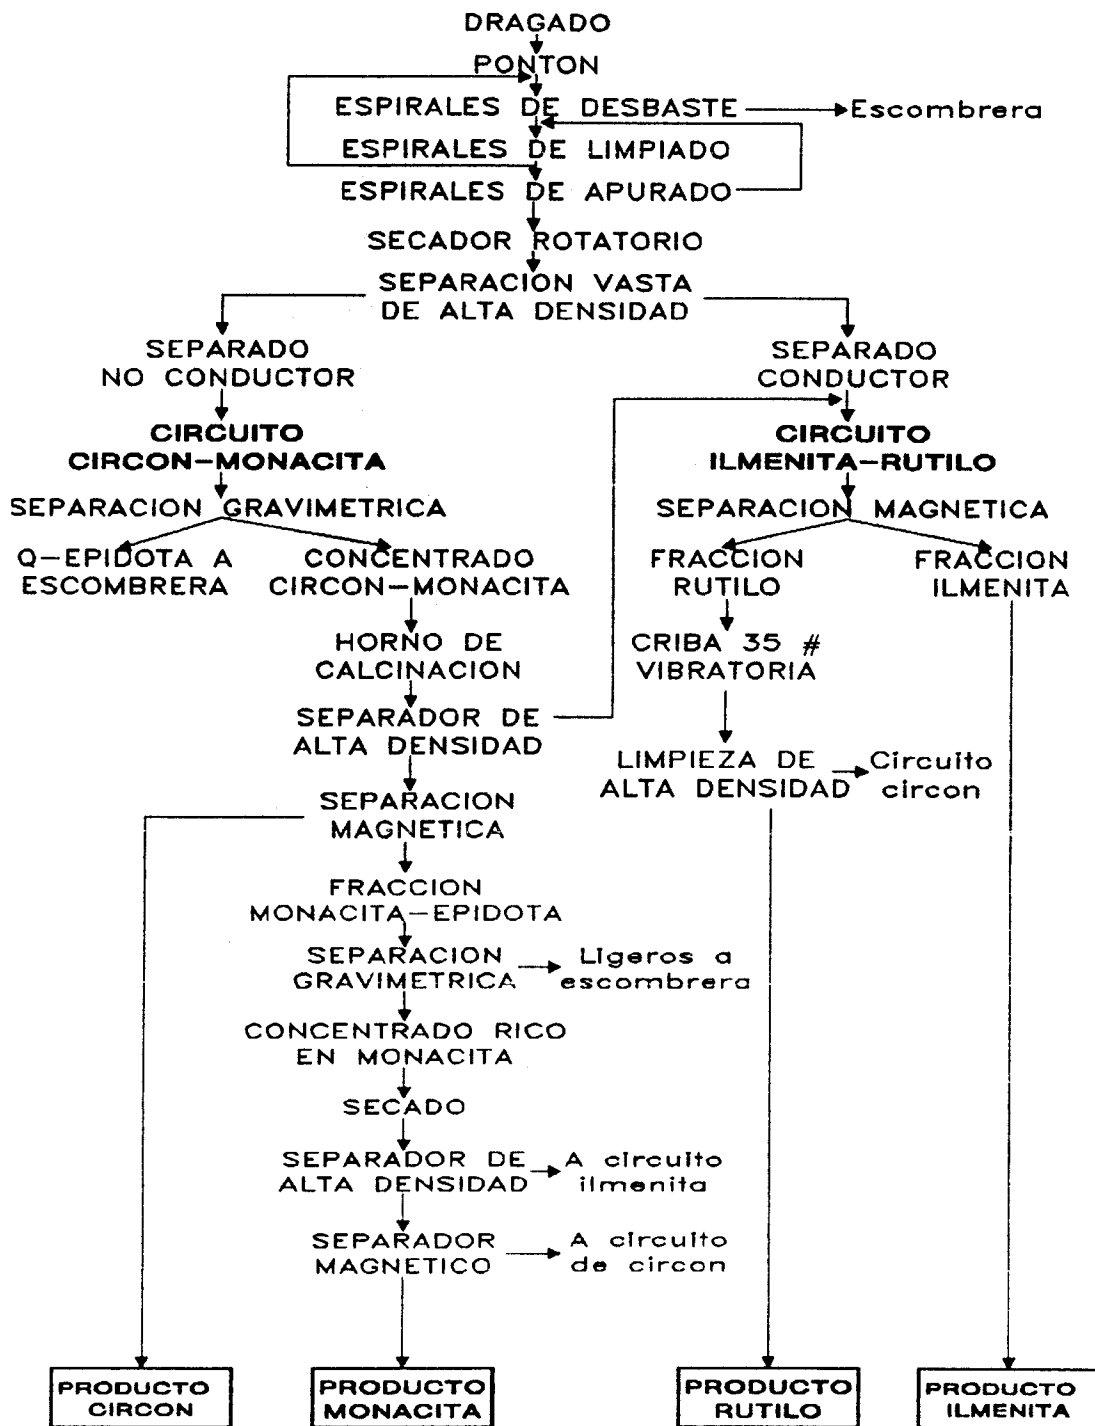 DRAGADO
PONTON
ESPIRALES DE DESBASTE
Escombrera
ESPIRALES DE LIMPIADO
ESPIRALES DE APURADO
SECADOR ROTATORIO
SEPARACION VASTA
DE ALTA DENSIDAD
SEPARADO
NO CONDUCTOR
SEPARADO
CONDUCTOR
CIRCUITO
CIRCON-MONACITA
CIRCUITO
ILMENITA-RUTILO
SEPARACION GRAVIMETRICA
SEPARACION MAGNETICA
Q-EPIDOTA A
ESCOMBRERA
CONCENTRADO
CIRCON-MONACITA
FRACCION
RUTILO
FRACCION
ILMENITA
HORNO DE
CALCINACION
CRIBA 35 #
VIBRATORIA
SEPARADOR DE
ALTA DENSIDAD
LIMPIEZA DE
ALTA DENSIDAD
Circuito
circon
SEPARACION
MAGNETICA
FRACCION
MONACITA-EPIDOTA
SEPARACION
GRAVIMETRICA
Ligeros a
escombrera
CONCENTRADO RICO
EN MONACITA
SECADO
SEPARADOR DE
ALTA DENSIDAD
A circuito
ilmenita
SEPARADOR
MAGNETICO
A circuito
de circon
PRODUCTO
CIRCON
PRODUCTO
MONACITA
PRODUCTO
RUTILO
PRODUCTO
ILMENITA